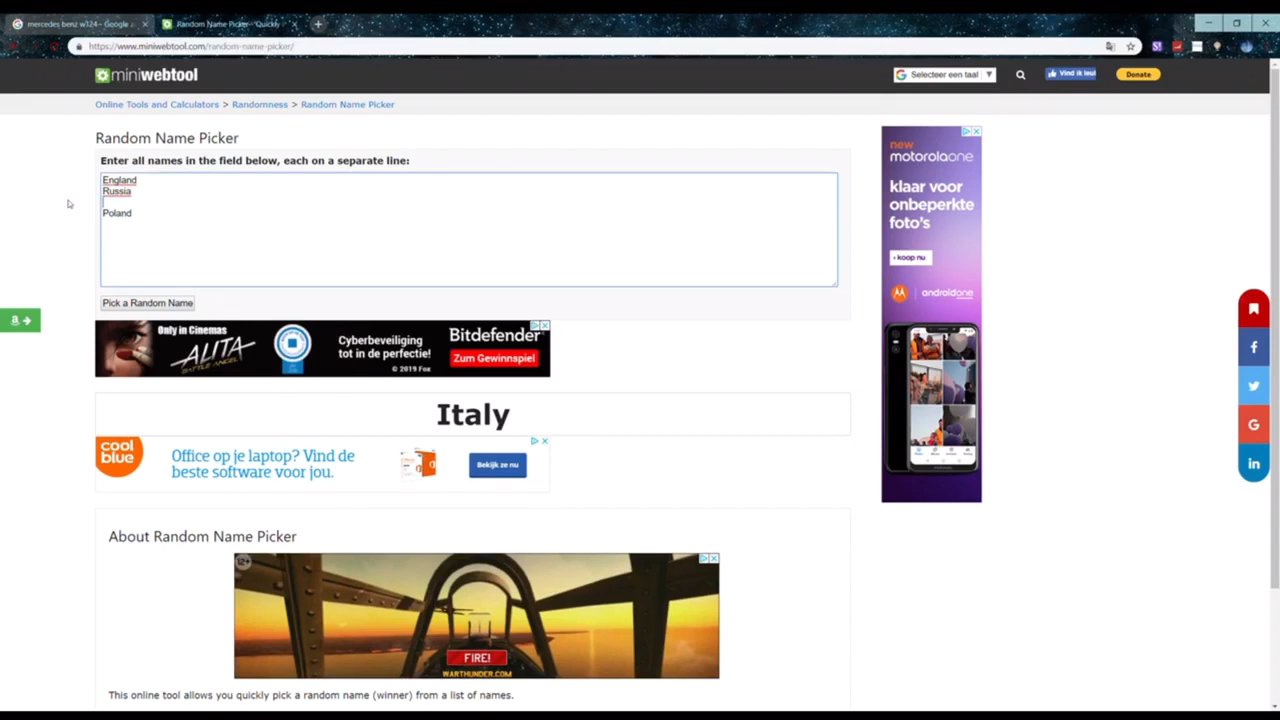 mercedes benz w124 - Google
Random Name Picker - Quickly
https://www.miniwebtool.com/random-name-picker/
miniwebtool
Selecteer een taal
Vind ik leuk
Donate
Online Tools and Calculators > Randomness > Random Name Picker
Random Name Picker
Enter all names in the field below, each on a separate line:
England
Russia
Poland
Pick a Random Name
Only in Cinemas
ALITA
BATTLE ANGEL
Cyberbeveiliging
tot in de perfectie!
© 2019 Fox
Bitdefender
Zum Gewinnspiel
Italy
cool
blue
Office op je laptop? Vind de
beste software voor jou.
Bekijk ze nu
About Random Name Picker
12+
FIRE!
WARTHUNDER.COM
This online tool allows you quickly pick a random name (winner) from a list of names.
new
motorolaone
klaar voor
onbeperkte
foto's
› koop nu
androidone